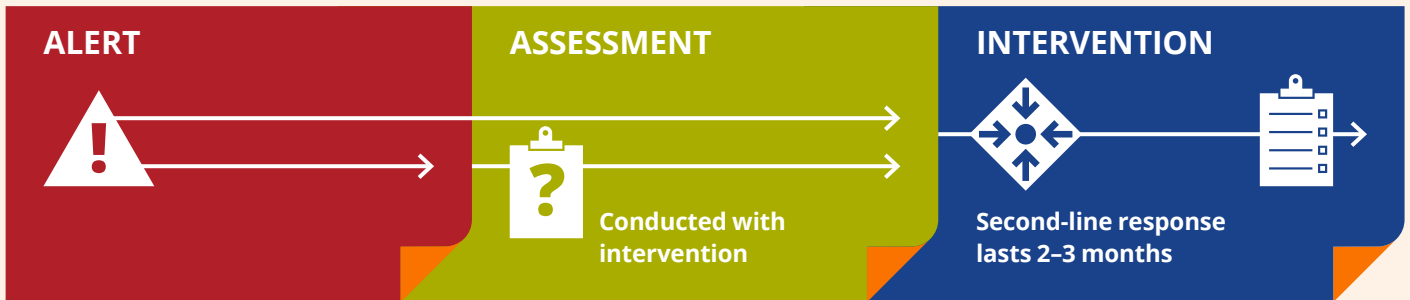 ALERT
!
ASSESSMENT
?
Conducted with
intervention
INTERVENTION
Second-line response
lasts 2–3 months